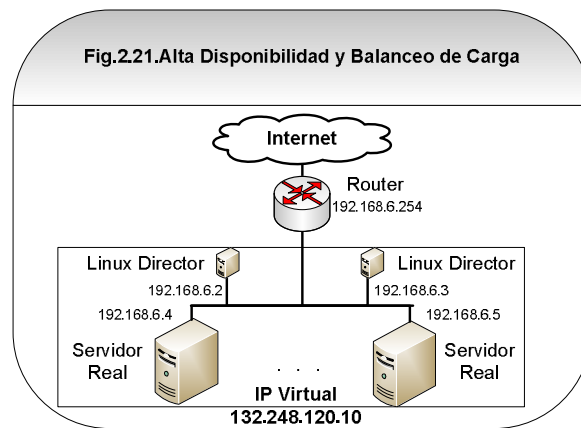 Fig.2.21.Alta Disponibilidad y Balanceo de Carga
Internet
Router
192.168.6.254
Linux Director
Linux Director
192.168.6.2
192.168.6.3
192.168.6.4
192.168.6.5
Servidor
Real
Servidor
Real
. . .
IP Virtual
132.248.120.10